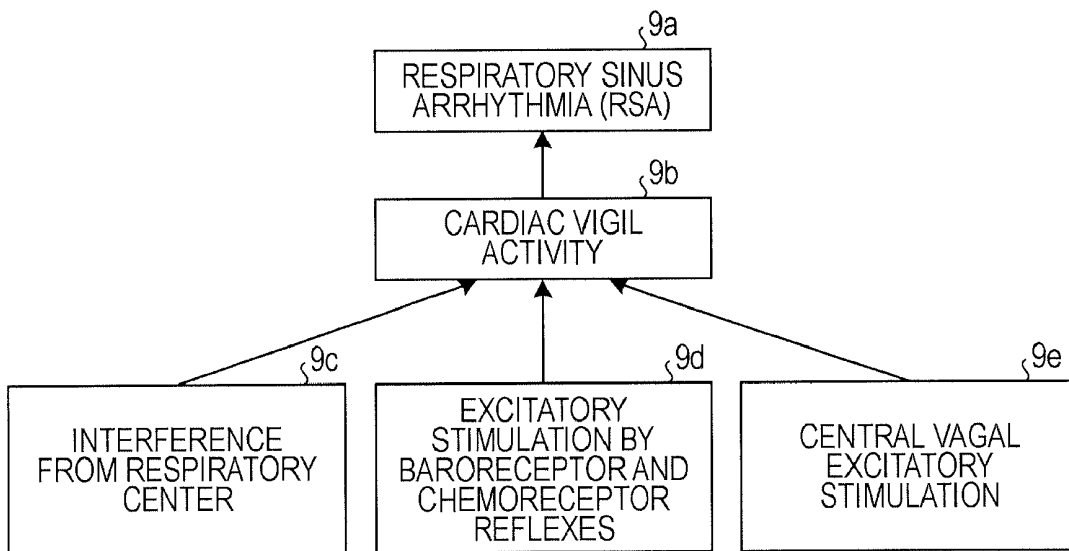 9a
RESPIRATORY SINUS
ARRHYTHMIA (RSA)
9b
CARDIAC VIGIL
ACTIVITY
9c
INTERFERENCE
FROM RESPIRATORY
CENTER
9d
EXCITATORY
STIMULATION BY
BARORECEPTOR AND
CHEMORECEPTOR
REFLEXES
9e
CENTRAL VAGAL
EXCITATORY
STIMULATION